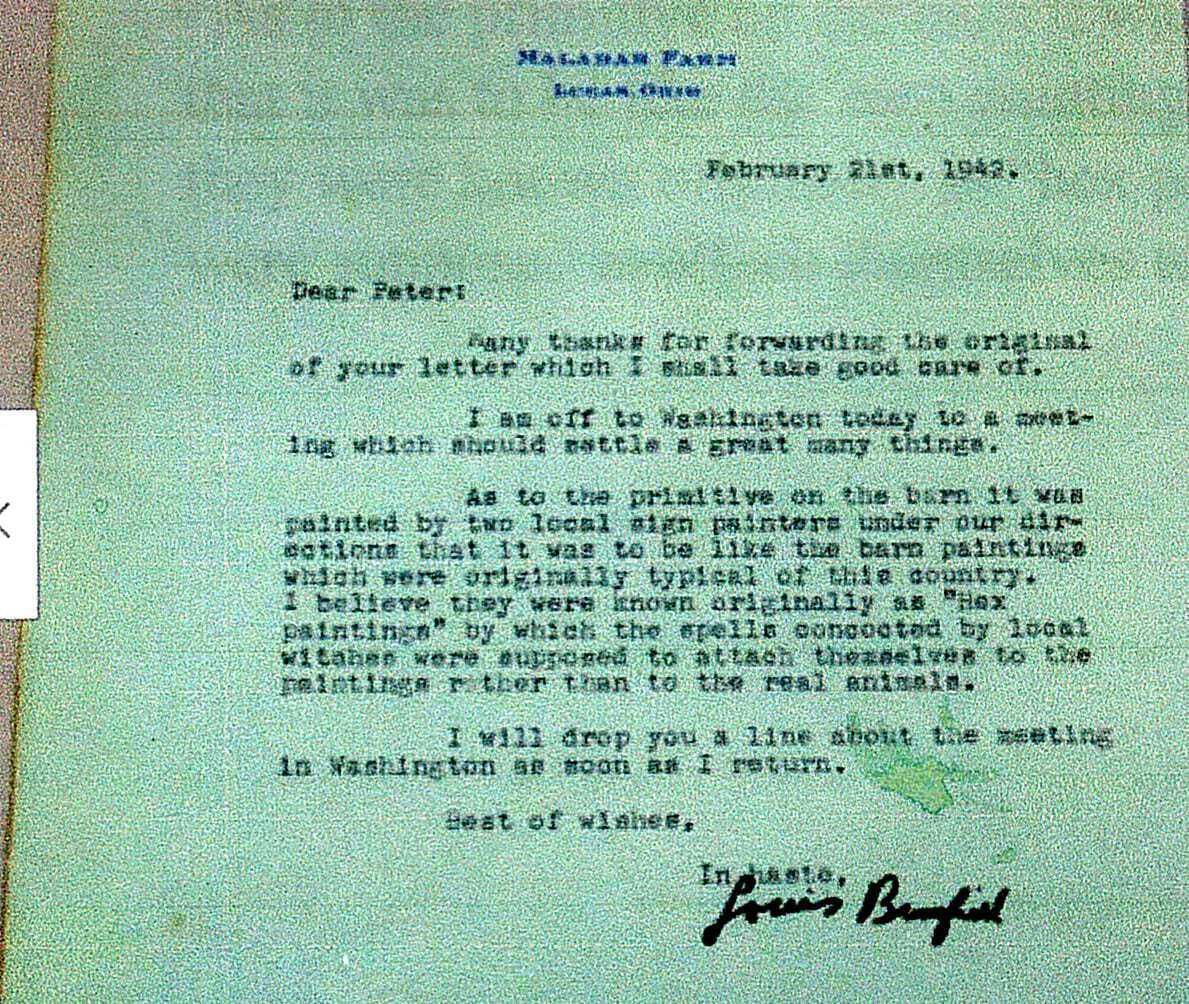 MALABAR FARM
LUCAS, OHIO
February 21st, 1942.
Dear Peter:
Many thanks for forwarding the original
of your letter which I shall take good care of.
I am off to Washington today to a meet-
ing which should settle a great many things.
As to the primitive on the barn it was
painted by two local sign painters under our dir-
ections that it was to be like the barn paintings
which were originally typical of this country.
I believe they were known originally as "Hex
paintings" by which the spells concocted by local
witches were supposed to attach themselves to the
paintings rather than to the real animals.
I will drop you a line about the meeting
in Washington as soon as I return.
Best of wishes,
In haste,
Louis Bromfield